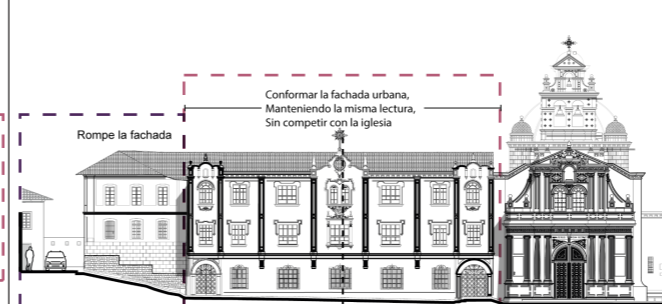 Conformar la fachada urbana,
Manteniendo la misma lectura,
Sin competir con la iglesia
Rompe la fachada